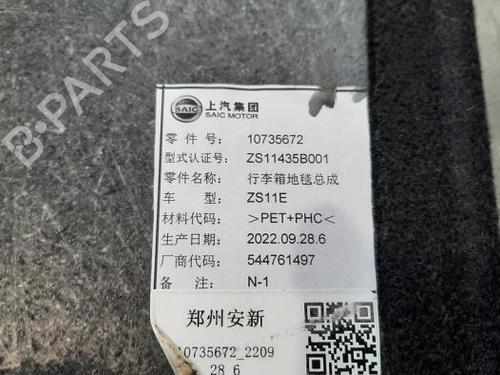 B-PARTS
SAIC 上汽集团
SAIC MOTOR
零 件 号: 10735672
型式认证号: ZS11435B001
零件名称: 行李箱地毯总成
车 型: ZS11E
材料代码: >PET+PHC<
生产日期: 2022.09.28.6
厂商代码: 544761497
备 注: N-1
郑州安新
10735672_2209
28 6
B-PARTS